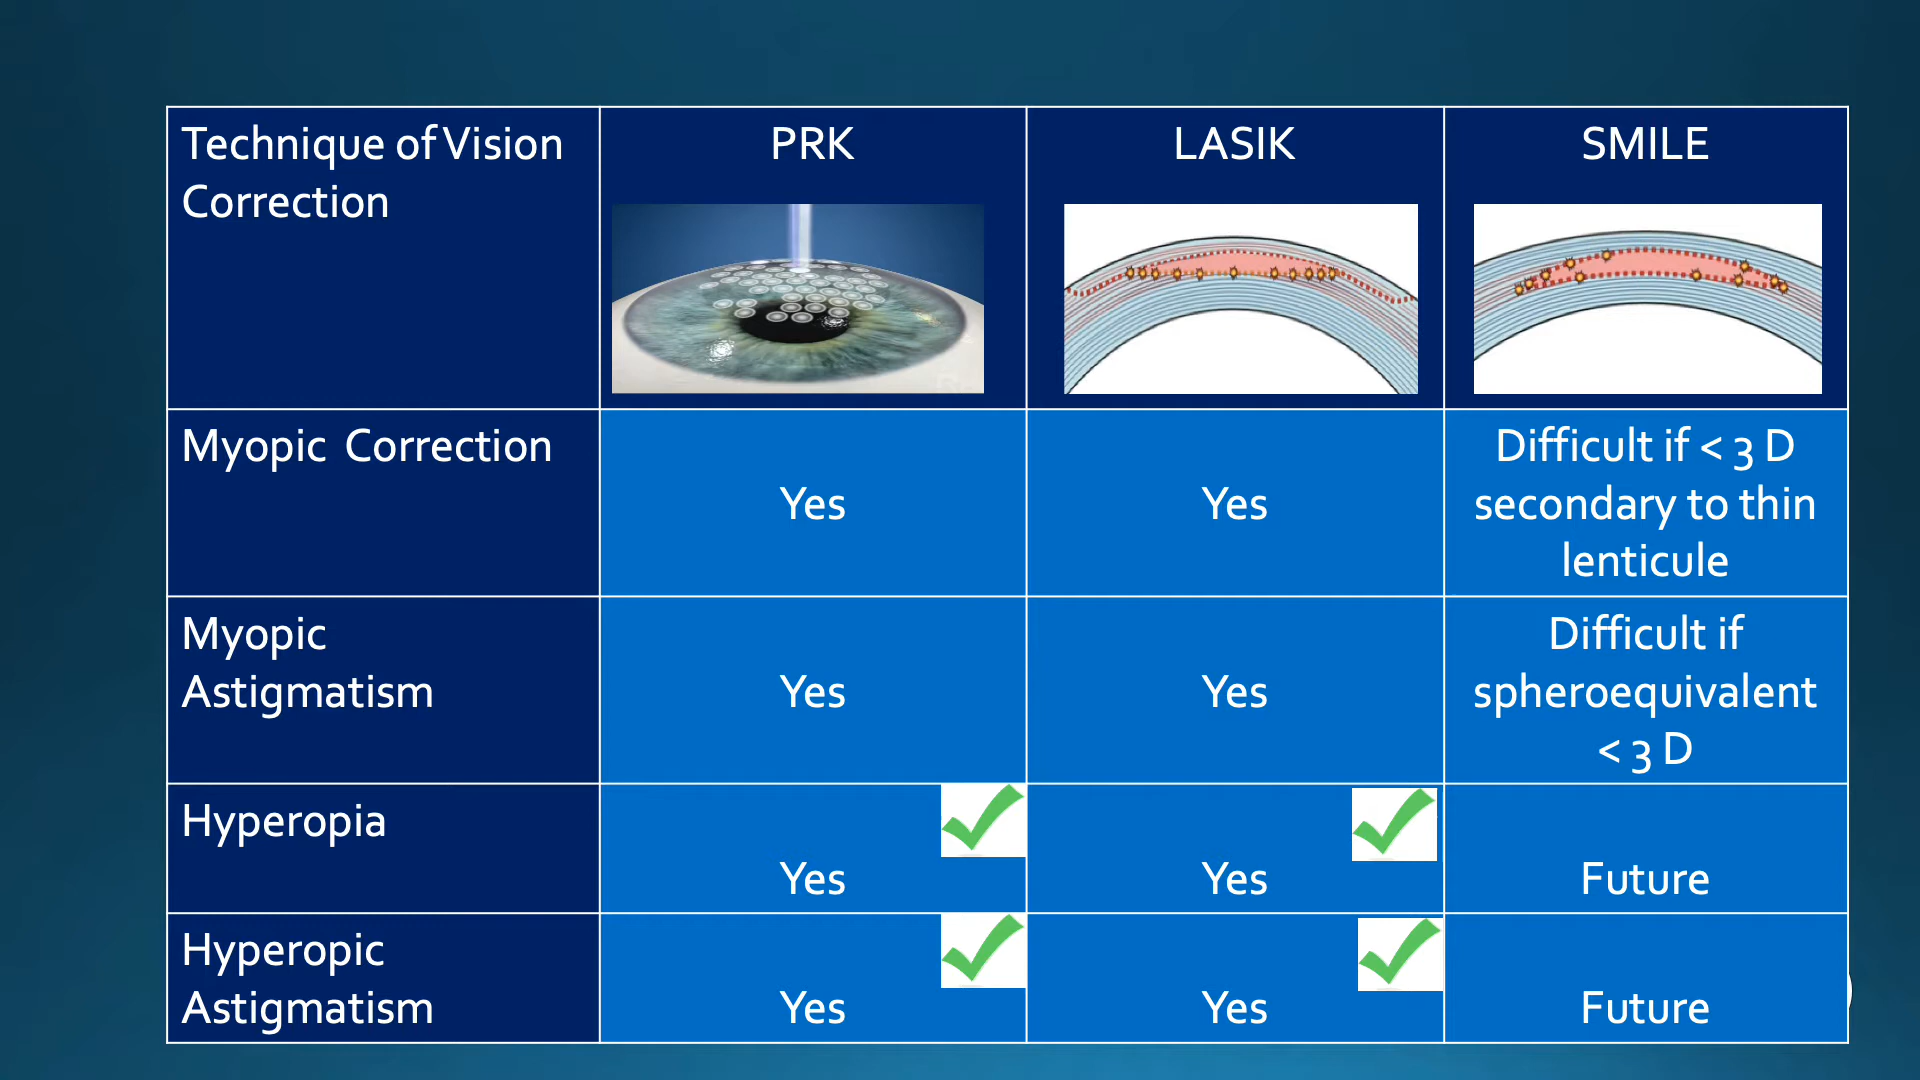 Technique of Vision
Correction
PRK
LASIK
SMILE
Myopic Correction
Yes
Yes
Difficult if < 3 D
secondary to thin
lenticule
Myopic
Astigmatism
Yes
Yes
Difficult if
spheroequivalent
< 3 D
Hyperopia
Yes
Yes
Future
Hyperopic
Astigmatism
Yes
Yes
Future